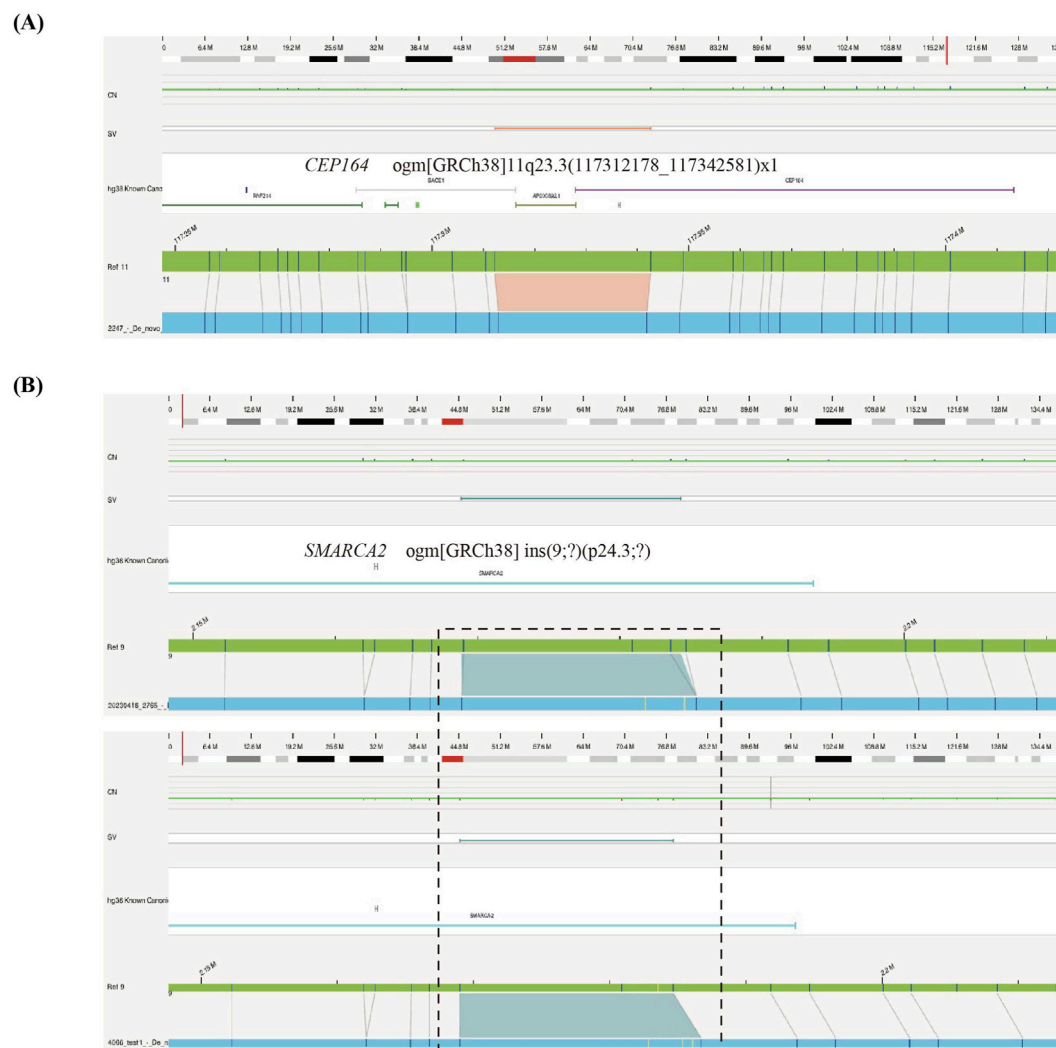 (A)
0 6.4 M 12.8 M 19.2 M 25.6 M 32 M 38.4 M 44.8 M 51.2 M 57.6 M 64 M 70.4 M 76.8 M 83.2 M 89.6 M 96 M 102.4 M 108.8 M 115.2 M 121.6 M 128 M
CN
SV
CEP164 ogm[GRCh38]11q23.3(117312178_117342581)x1
hg38 Known Cano
BACE1 CEP164
RNF214
117.25 M 117.3 M 117.35 M 117.4 M
Ref 11
11
2247_-_De_novo_
(B)
0 6.4 M 12.8 M 19.2 M 25.6 M 32 M 38.4 M 44.8 M 51.2 M 57.6 M 64 M 70.4 M 76.8 M 83.2 M 89.6 M 96 M 102.4 M 108.8 M 115.2 M 121.6 M 128 M 134.4 M
CN
SV
SMARCA2 ogm[GRCh38] ins(9;?)(p24.3;?)
hg38 Known Canoni
SMARCA2
2.15 M 2.2 M
Ref 9
9
20230418_2765_-_
0 6.4 M 12.8 M 19.2 M 25.6 M 32 M 38.4 M 44.8 M 51.2 M 57.6 M 64 M 70.4 M 76.8 M 83.2 M 89.6 M 96 M 102.4 M 108.8 M 115.2 M 121.6 M 128 M 134.4 M
CN
SV
hg38 Known Canoni
SMARCA2
2.15 M 2.2 M
Ref 9
9
4066_test1_-_De_n